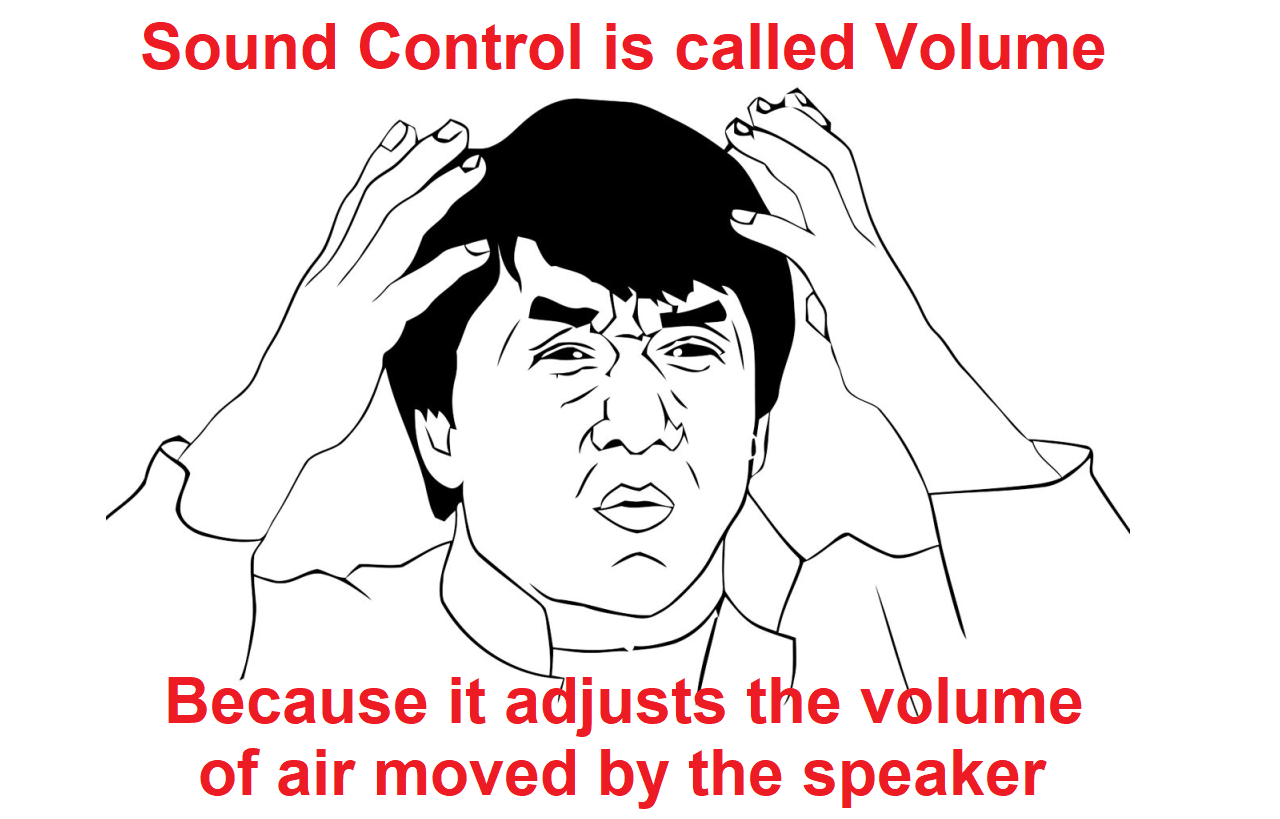 Sound Control is called Volume
Because it adjusts the volume
of air moved by the speaker